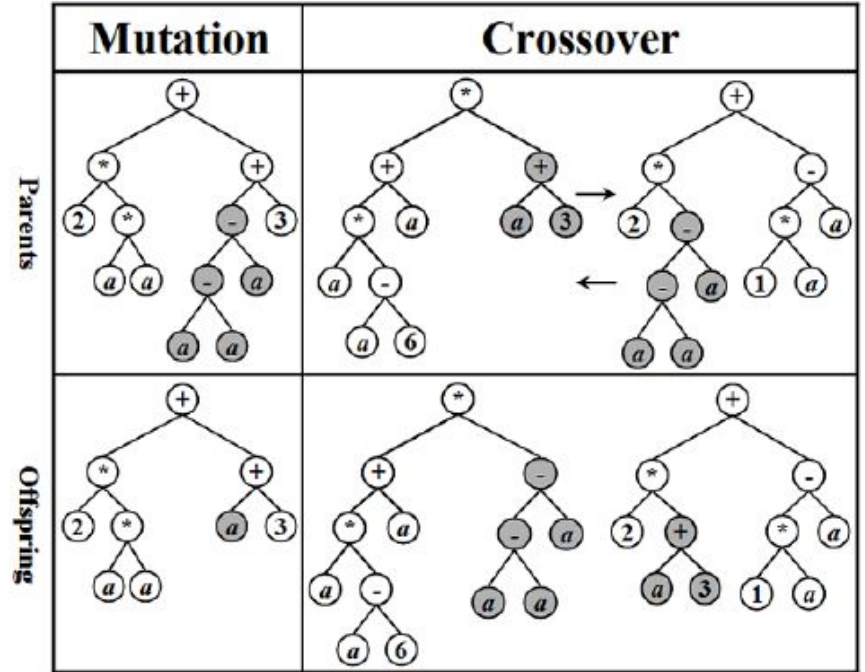 Mutation Crossover
Parents
+ * +
* + + + * -
2 * - 3 * a a 3 2 - * a
a a - a a - - a 1 a
a a a 6 a a
Offspring
+ * +
* + + - * -
2 * a 3 * a - a 2 + * a
a a a - a a a 3 1 a
a 6